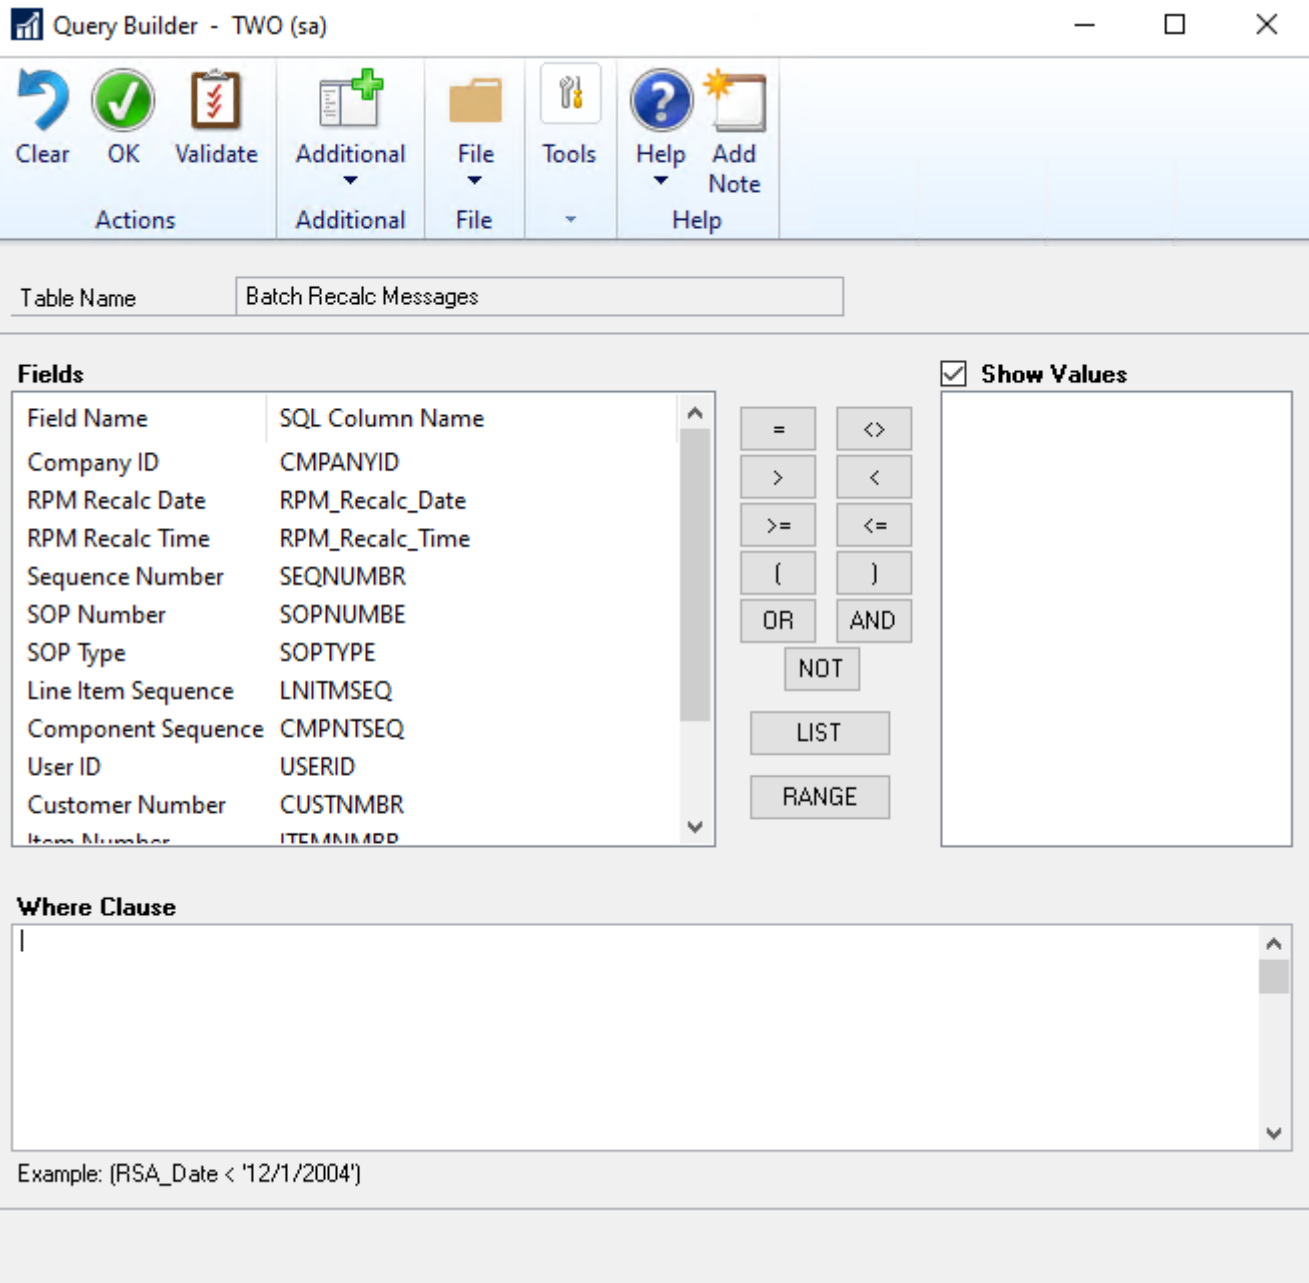 Query Builder - TWO (sa)
Clear OK Validate Additional File Tools Help Add Note
Actions Additional File Help
Table Name Batch Recalc Messages
Fields
Show Values
Field Name SQL Column Name
Company ID CMPANYID
RPM Recalc Date RPM_Recalc_Date
RPM Recalc Time RPM_Recalc_Time
Sequence Number SEQNUMBR
SOP Number SOPNUMBE
SOP Type SOPTYPE
Line Item Sequence LNITMSEQ
Component Sequence CMPNTSEQ
User ID USERID
Customer Number CUSTNMBR
Item Number ITEMNMBR
= <>
> <
>= <=
( )
OR AND
NOT
LIST
RANGE
Where Clause
Example: (RSA_Date < '12/1/2004')